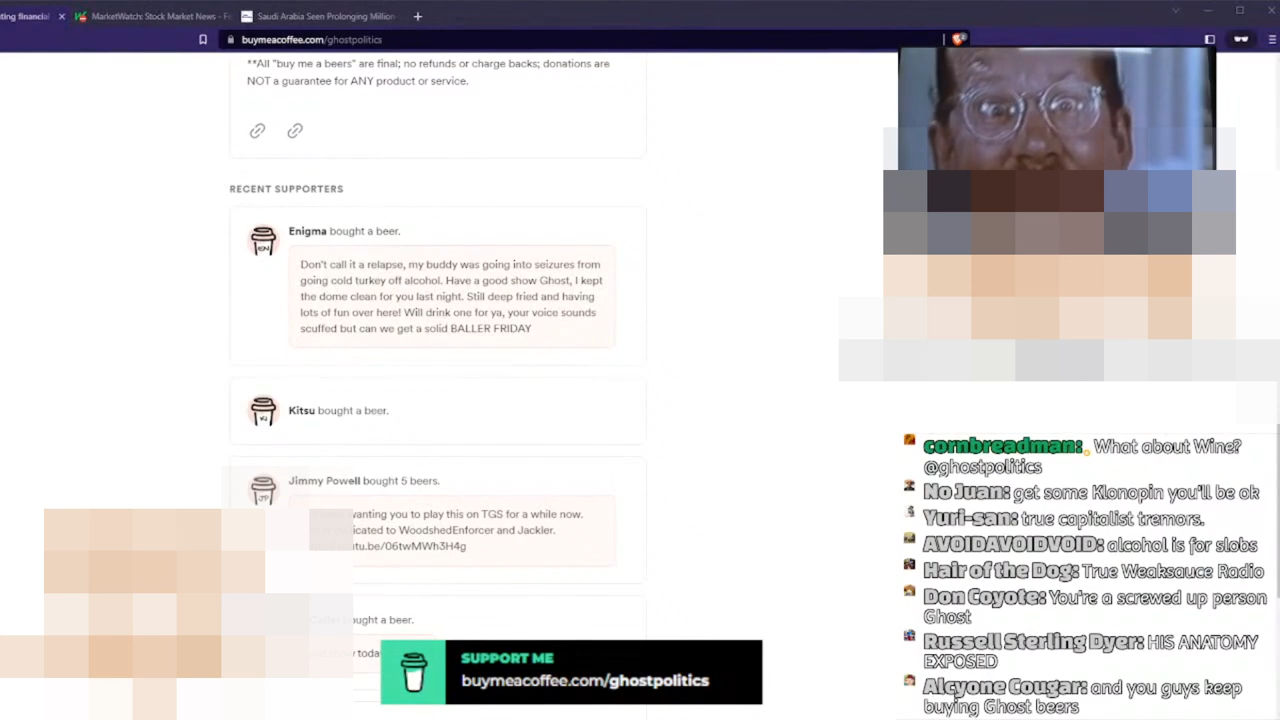 ting financial
MarketWatch: Stock Market News - Fi
Saudi Arabia Seen Prolonging Million
buymeacoffee.com/ghostpolitics
**All "buy me a beers" are final; no refunds or charge backs; donations are
NOT a guarantee for ANY product or service.
RECENT SUPPORTERS
Enigma bought a beer.
Don't call it a relapse, my buddy was going into seizures from
going cold turkey off alcohol. Have a good show Ghost, I kept
the dome clean for you last night. Still deep fried and having
lots of fun over here! Will drink one for ya, your voice sounds
scuffed but can we get a solid BALLER FRIDAY
Kitsu bought a beer.
Jimmy Powell bought 5 beers.
wanting you to play this on TGS for a while now.
dicated to WoodshedEnforcer and Jackler.
tu.be/06twMWh3H4g
ught a beer.
show toda
SUPPORT ME
buymeacoffee.com/ghostpolitics
cornbreadman: What about Wine?
@ghostpolitics
No Juan: get some Klonopin you'll be ok
Yuri-san: true capitalist tremors.
AVOIDAVOIDVOID: alcohol is for slobs
Hair of the Dog: True Weaksauce Radio
Don Coyote: You're a screwed up person
Ghost
Russell Sterling Dyer: HIS ANATOMY
EXPOSED
Alcyone Cougar: and you guys keep
buying Ghost beers